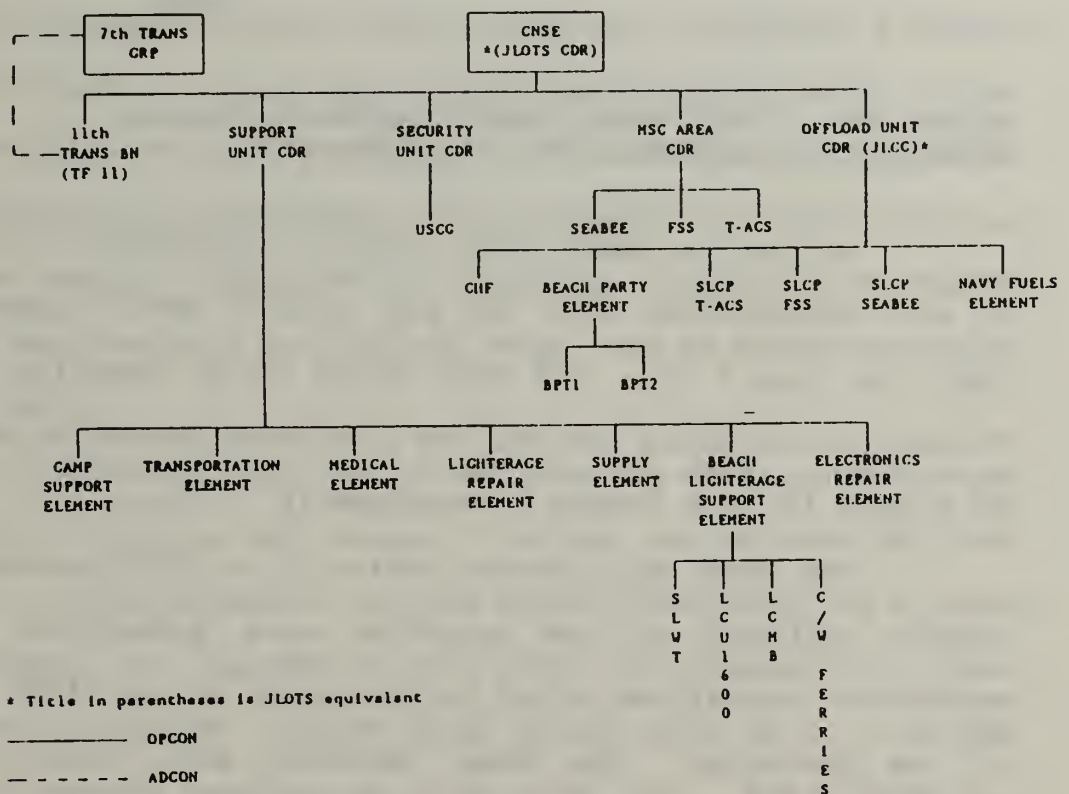 7th TRANS
GRP
CNSE
*(JLOTS CDR)
11th
TRANS BN
(TF 11)
SUPPORT
UNIT CDR
SECURITY
UNIT CDR
MSC AREA
CDR
OFFLOAD UNIT
CDR (JLCC)*
USCG
SEABEE
FSS
T-ACS
CHF
BEACH PARTY
ELEMENT
SLCP
T-ACS
SLCP
FSS
SLCP
SEABEE
NAVY FUELS
ELEMENT
BPT1
BPT2
CAMP
SUPPORT
ELEMENT
TRANSPORTATION
ELEMENT
MEDICAL
ELEMENT
LIGHTERAGE
REPAIR
ELEMENT
SUPPLY
ELEMENT
BEACH
LIGHTERAGE
SUPPORT
ELEMENT
ELECTRONICS
REPAIR
ELEMENT
SLWT
LCU1600
LCM8
C/W FERRIES
* Title in parentheses is JLOTS equivalent
OPCON
ADCON